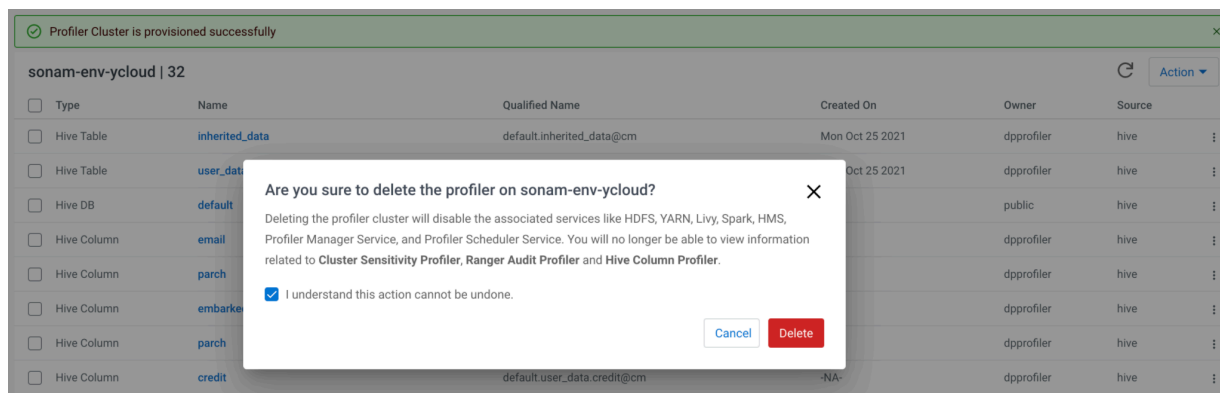 Profiler Cluster is provisioned successfully
sonam-env-ycloud | 32
Action
Type Name Qualified Name Created On Owner Source
Hive Table inherited_data default.inherited_data@cm Mon Oct 25 2021 dpprofiler hive
Hive Table user_data Oct 25 2021 dpprofiler hive
Are you sure to delete the profiler on sonam-env-ycloud?
Hive DB default public hive
Deleting the profiler cluster will disable the associated services like HDFS, YARN, Livy, Spark, HMS,
Hive Column email dpprofiler hive
Profiler Manager Service, and Profiler Scheduler Service. You will no longer be able to view information
related to Cluster Sensitivity Profiler, Ranger Audit Profiler and Hive Column Profiler.
Hive Column parch dpprofiler hive
I understand this action cannot be undone.
Hive Column embarke dpprofiler hive
Cancel Delete
Hive Column parch dpprofiler hive
Hive Column credit default.user_data.credit@cm -NA- dpprofiler hive